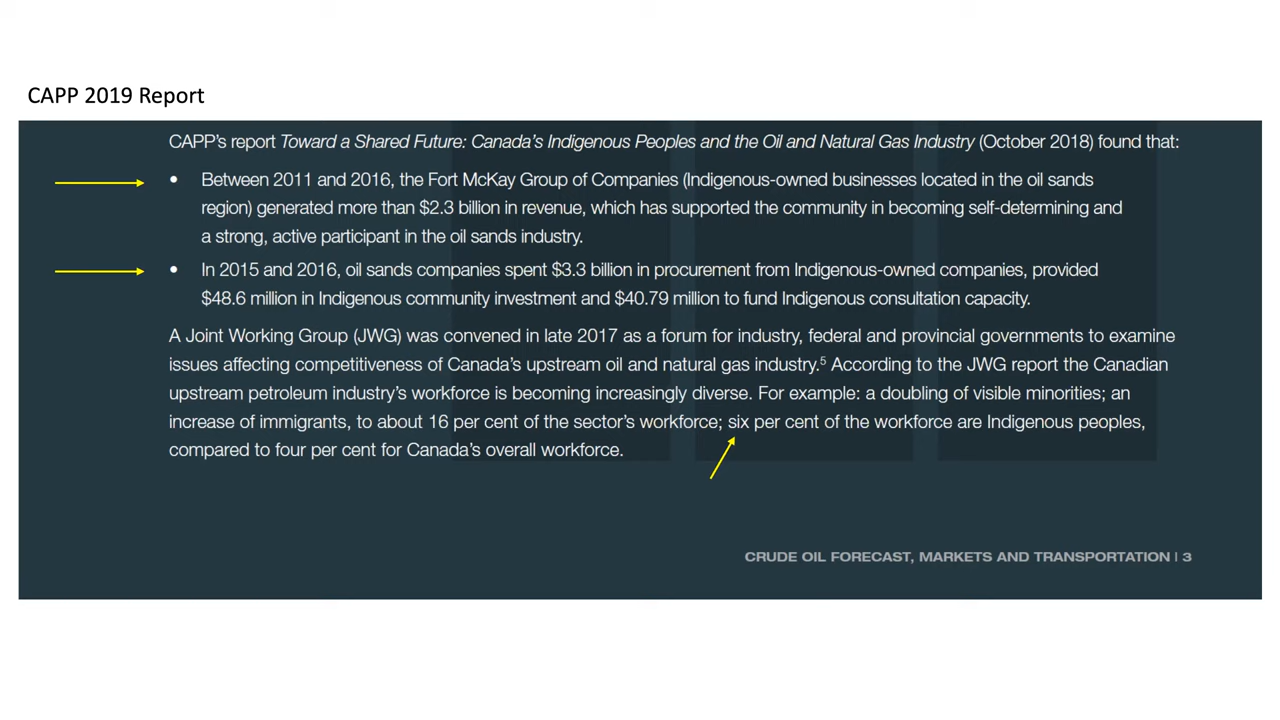 CAPP 2019 Report
CAPP’s report Toward a Shared Future: Canada’s Indigenous Peoples and the Oil and Natural Gas Industry (October 2018) found that:
• Between 2011 and 2016, the Fort McKay Group of Companies (Indigenous-owned businesses located in the oil sands
region) generated more than $2.3 billion in revenue, which has supported the community in becoming self-determining and
a strong, active participant in the oil sands industry.
• In 2015 and 2016, oil sands companies spent $3.3 billion in procurement from Indigenous-owned companies, provided
$48.6 million in Indigenous community investment and $40.79 million to fund Indigenous consultation capacity.
A Joint Working Group (JWG) was convened in late 2017 as a forum for industry, federal and provincial governments to examine
issues affecting competitiveness of Canada’s upstream oil and natural gas industry.⁵ According to the JWG report the Canadian
upstream petroleum industry’s workforce is becoming increasingly diverse. For example: a doubling of visible minorities; an
increase of immigrants, to about 16 per cent of the sector’s workforce; six per cent of the workforce are Indigenous peoples,
compared to four per cent for Canada’s overall workforce.
CRUDE OIL FORECAST, MARKETS AND TRANSPORTATION | 3